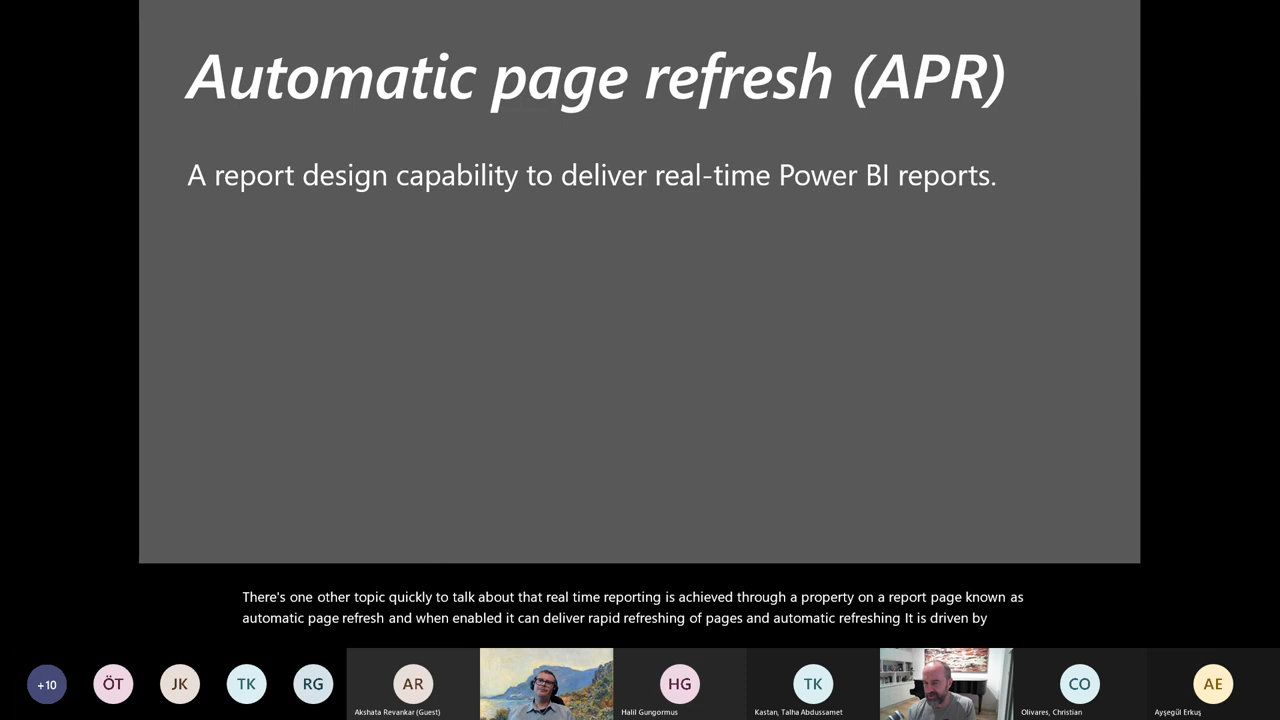 Automatic page refresh (APR)
A report design capability to deliver real-time Power BI reports.
There's one other topic quickly to talk about that real time reporting is achieved through a property on a report page known as
automatic page refresh and when enabled it can deliver rapid refreshing of pages and automatic refreshing It is driven by
+10
ÖT
JK
TK
RG
AR
HG
TK
CO
AE
Akshata Revankar (Guest)
Halil Gungormus
Kastan, Talha Abdussamet
Olivares, Christian
Ayşegül Erkuş